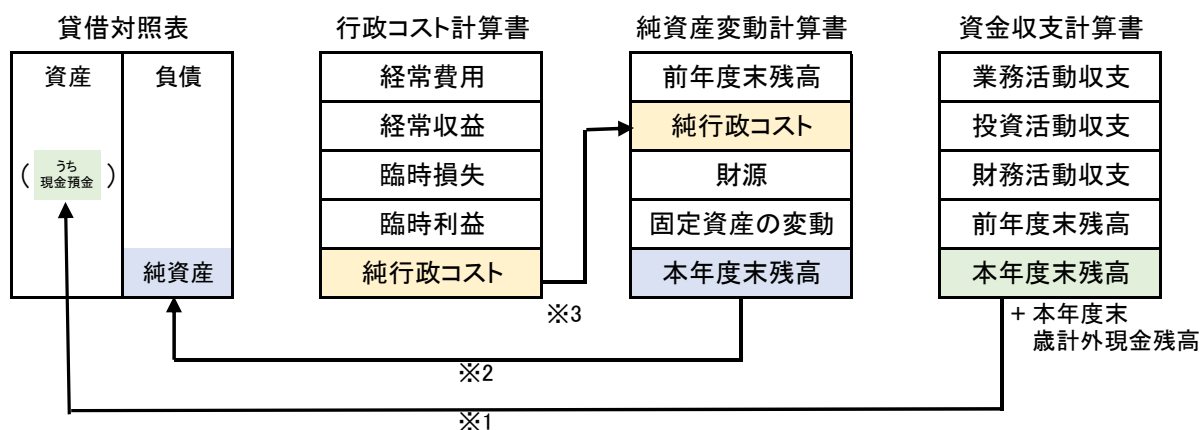 貸借対照表
資産
負債
( うち
現金預金 )
純資産
行政コスト計算書
経常費用
経常収益
臨時損失
臨時利益
純行政コスト
純資産変動計算書
前年度末残高
純行政コスト
財源
固定資産の変動
本年度末残高
資金収支計算書
業務活動収支
投資活動収支
財務活動収支
前年度末残高
本年度末残高
+ 本年度末
歳計外現金残高
※3
※2
※1